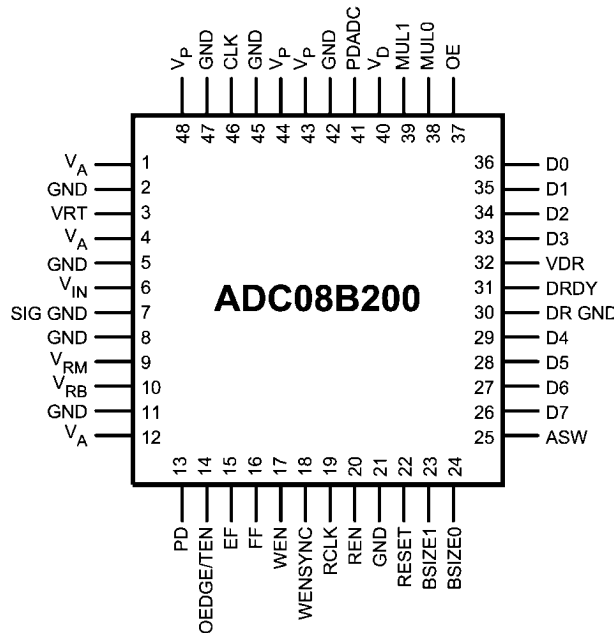 VP GND CLK GND VP VP GND PDADC VD MUL1 MUL0 OE
48 47 46 45 44 43 42 41 40 39 38 37
VA 1 36 D0
GND 2 35 D1
VRT 3 34 D2
VA 4 33 D3
GND 5 32 VDR
VIN 6 31 DRDY
SIG GND 7 30 DR GND
ADC08B200
GND 8 29 D4
VRM 9 28 D5
VRB 10 27 D6
GND 11 26 D7
VA 12 25 ASW
13 14 15 16 17 18 19 20 21 22 23 24
PD OEDGE/TEN EF FF WEN WENSYNC RCLK REN GND RESET BSIZE1 BSIZE0